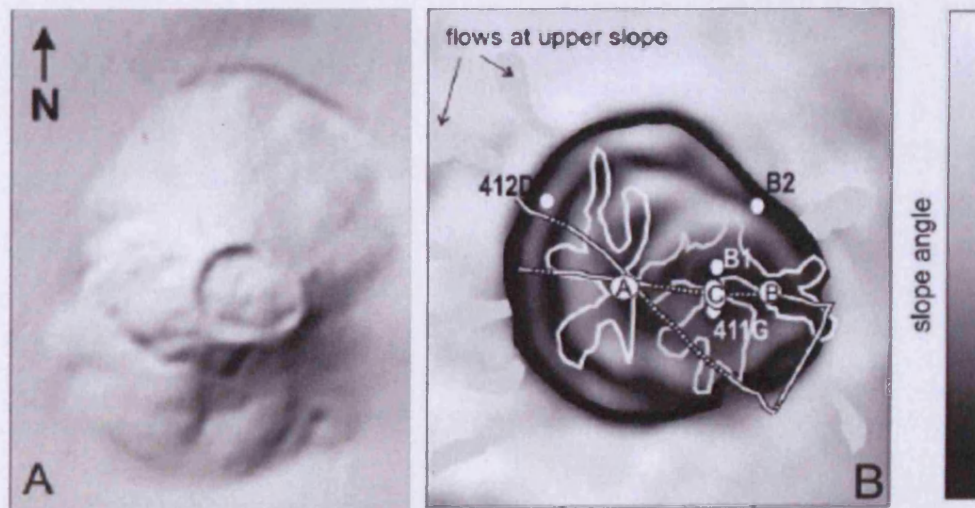 N
A
flows at upper slope
412D
B2
B1
A
C
B
411G
B
slope angle